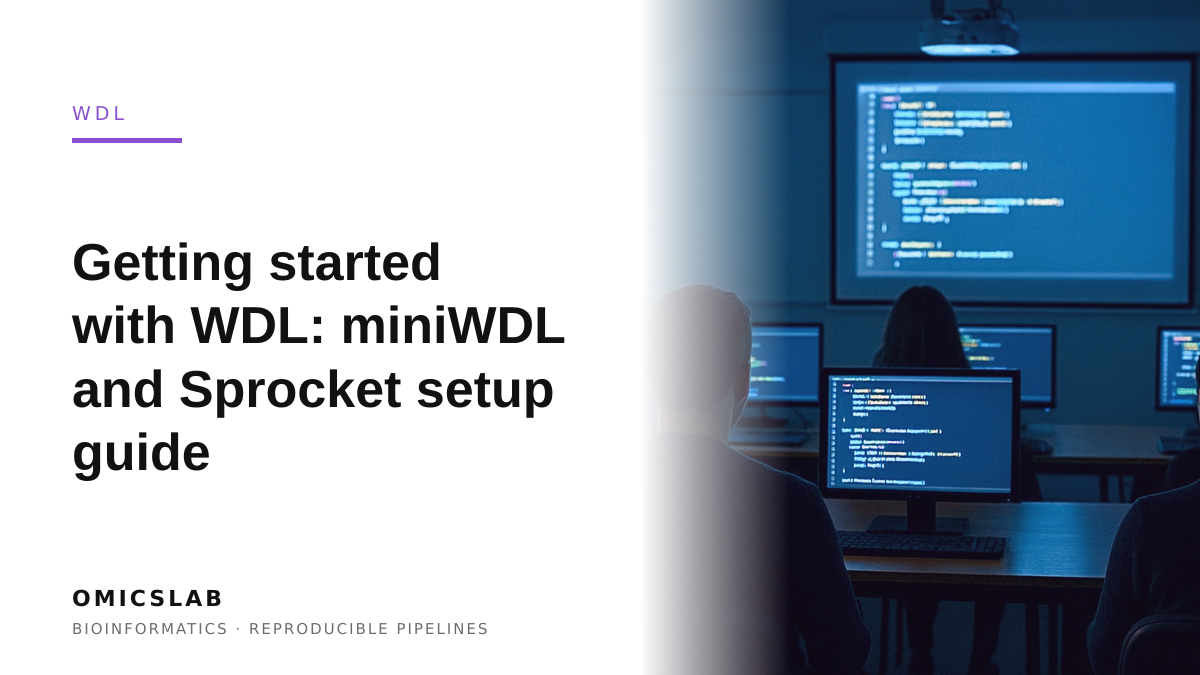 WDL
Getting started
with WDL: miniWDL
and Sprocket setup
guide
OMICSLAB
BIOINFORMATICS · REPRODUCIBLE PIPELINES